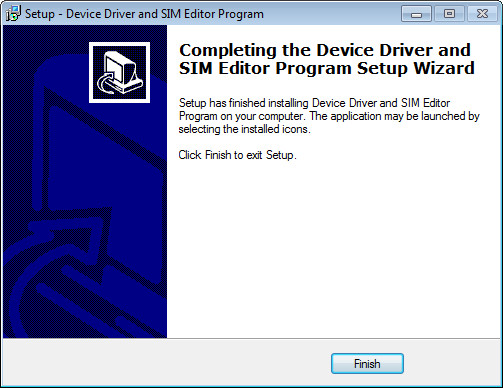 Setup - Device Driver and SIM Editor Program
Completing the Device Driver and
SIM Editor Program Setup Wizard
Setup has finished installing Device Driver and SIM Editor
Program on your computer. The application may be launched by
selecting the installed icons.
Click Finish to exit Setup.
Finish